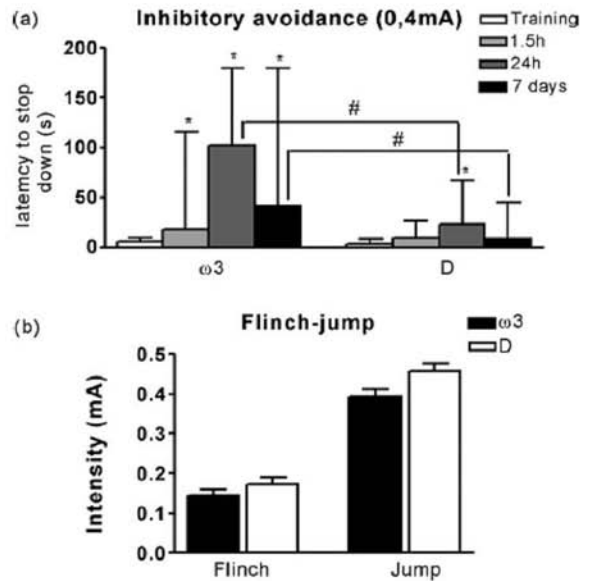 (a)
Inhibitory avoidance (0,4mA)
Training
1.5h
24h
7 days
latemcy to stop
down (s)
200
150
100
50
0
*
*
*
#
#
*
ω3
D
(b)
Flinch-jump
ω3
D
Intensity (mA)
0.5
0.4
0.3
0.2
0.1
0.0
Flinch
Jump